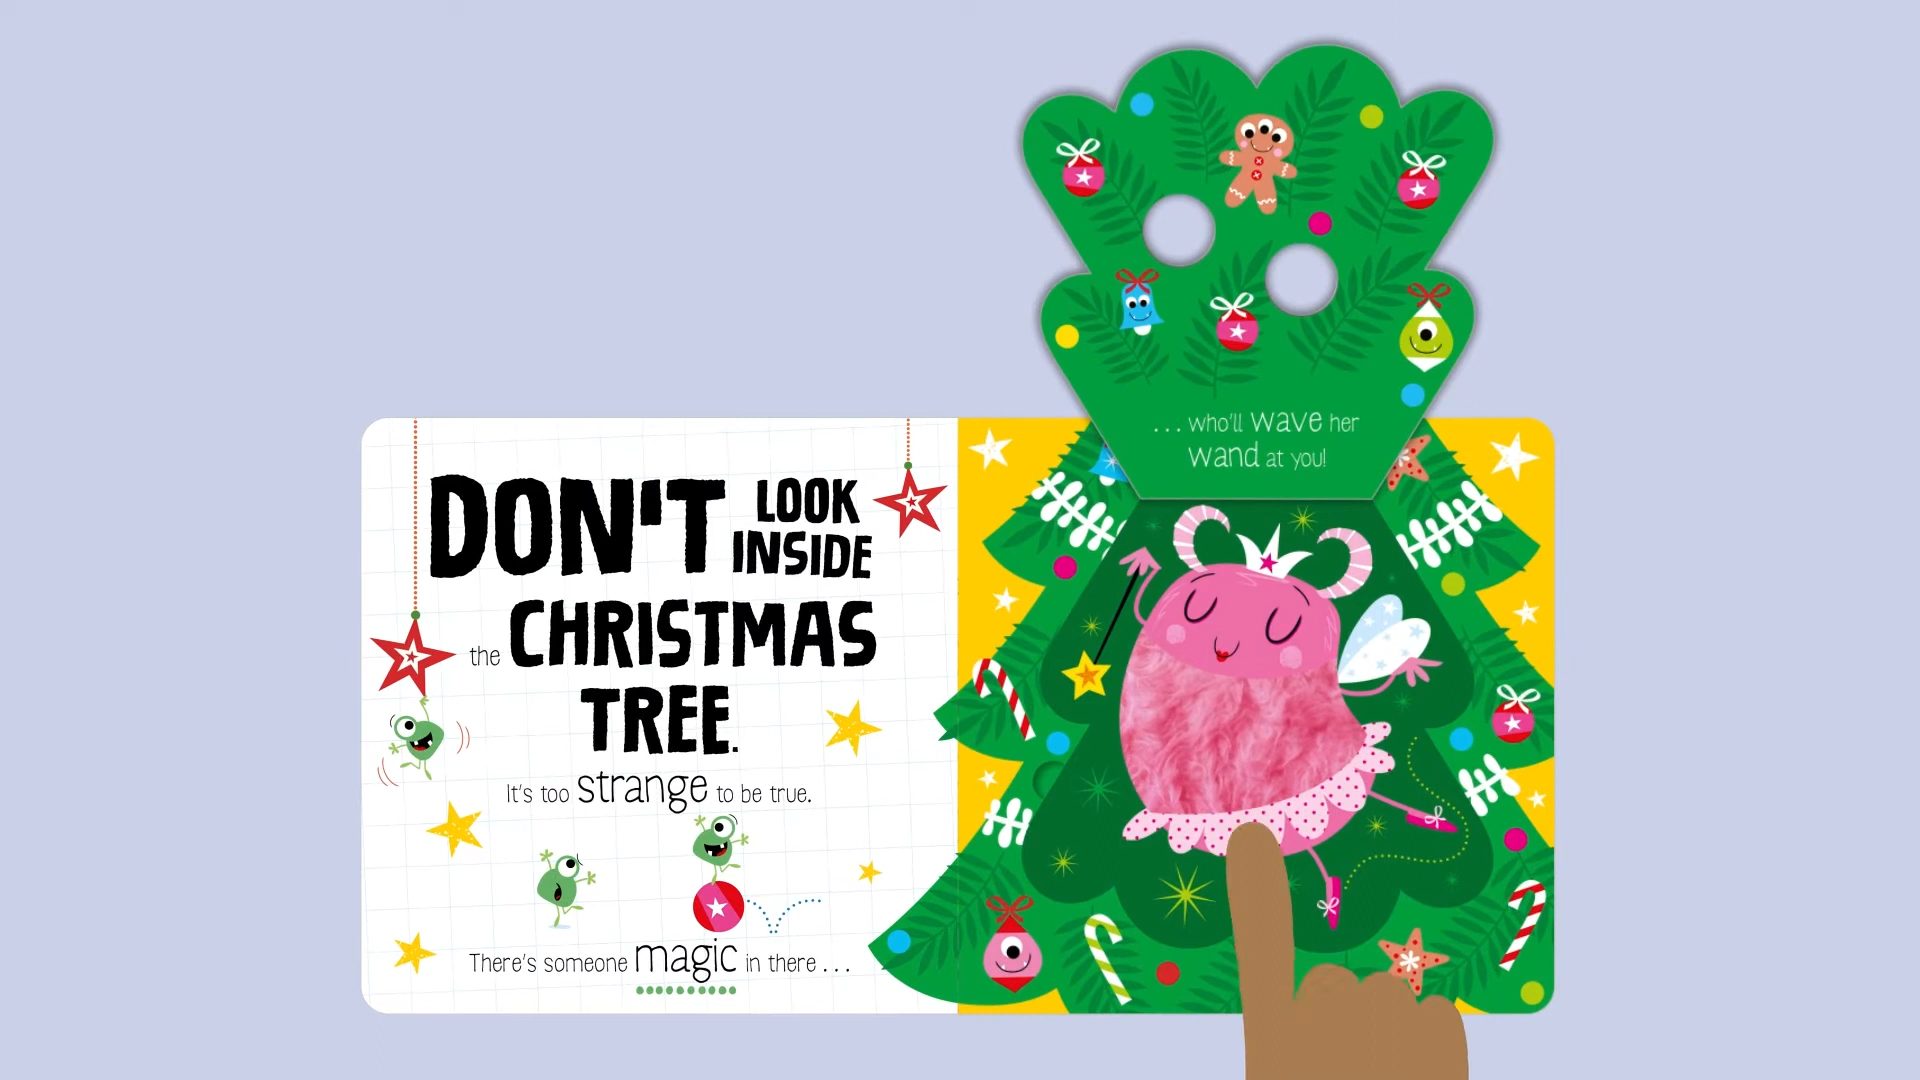 DON'T LOOK
INSIDE
the CHRISTMAS
TREE.
It's too strange to be true.
There's someone magic in there ...
... who'll wave her
wand at you!